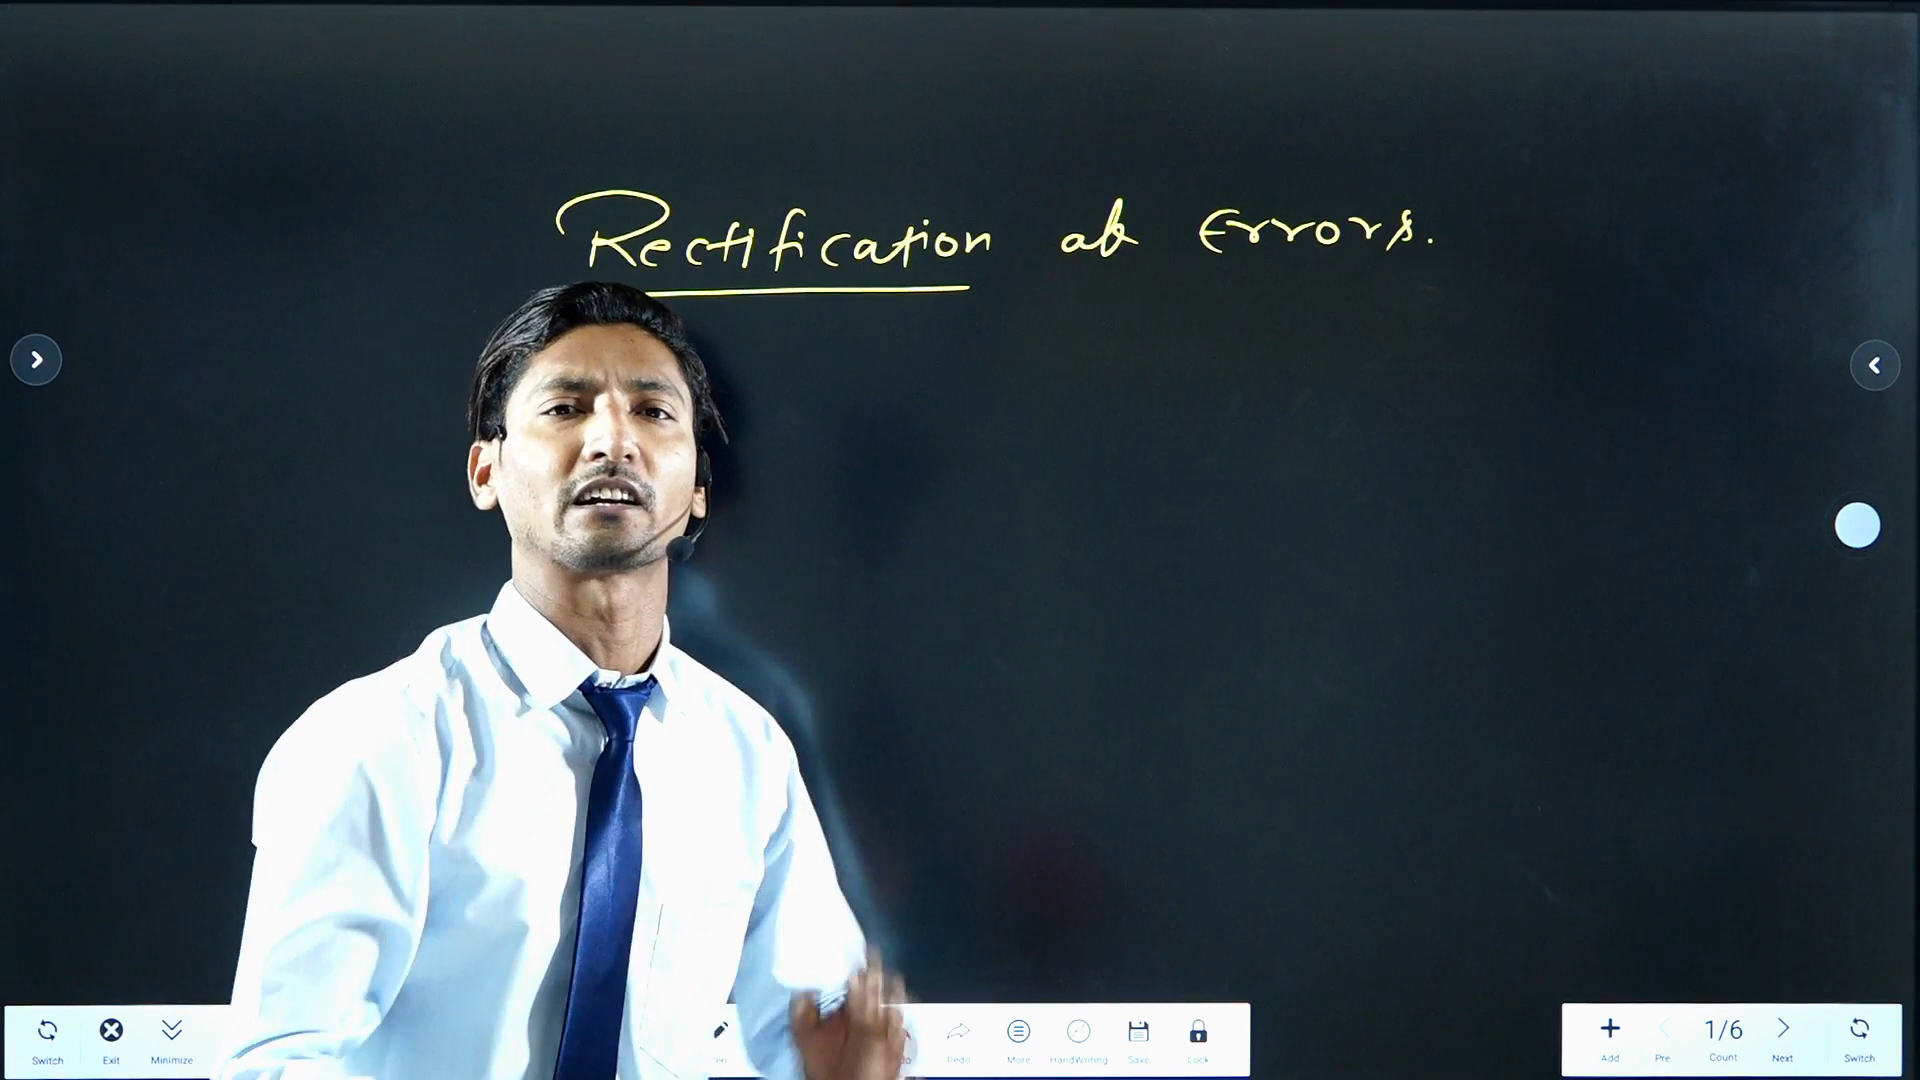 Rectification of Errors.
Switch Exit Minimize Redo More HandWriting Save Lock Add Pre 1/6 Count Next Switch